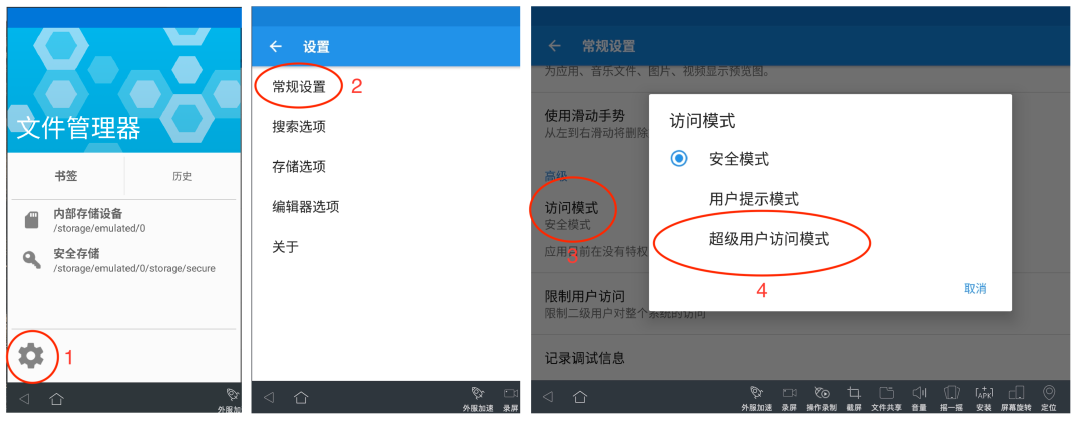 文件管理器
书签
历史
内部存储设备
/storage/emulated/0
安全存储
/storage/emulated/0/storage/secure
1
外服加
设置
常规设置
2
搜索选项
存储选项
编辑器选项
关于
外服加速
录屏
常规设置
为应用、音乐文件、图片、视频显示预览图。
使用滑动手势
从左到右滑动将删除
高级
访问模式
安全模式
3
应用目前在没有特权
限制用户访问
限制二级用户对整个系统的访问
记录调试信息
访问模式
安全模式
用户提示模式
超级用户访问模式
4
取消
APK
外服加速
录屏
操作录制
截屏
文件共享
音量
摇一摇
安装
屏幕旋转
定位